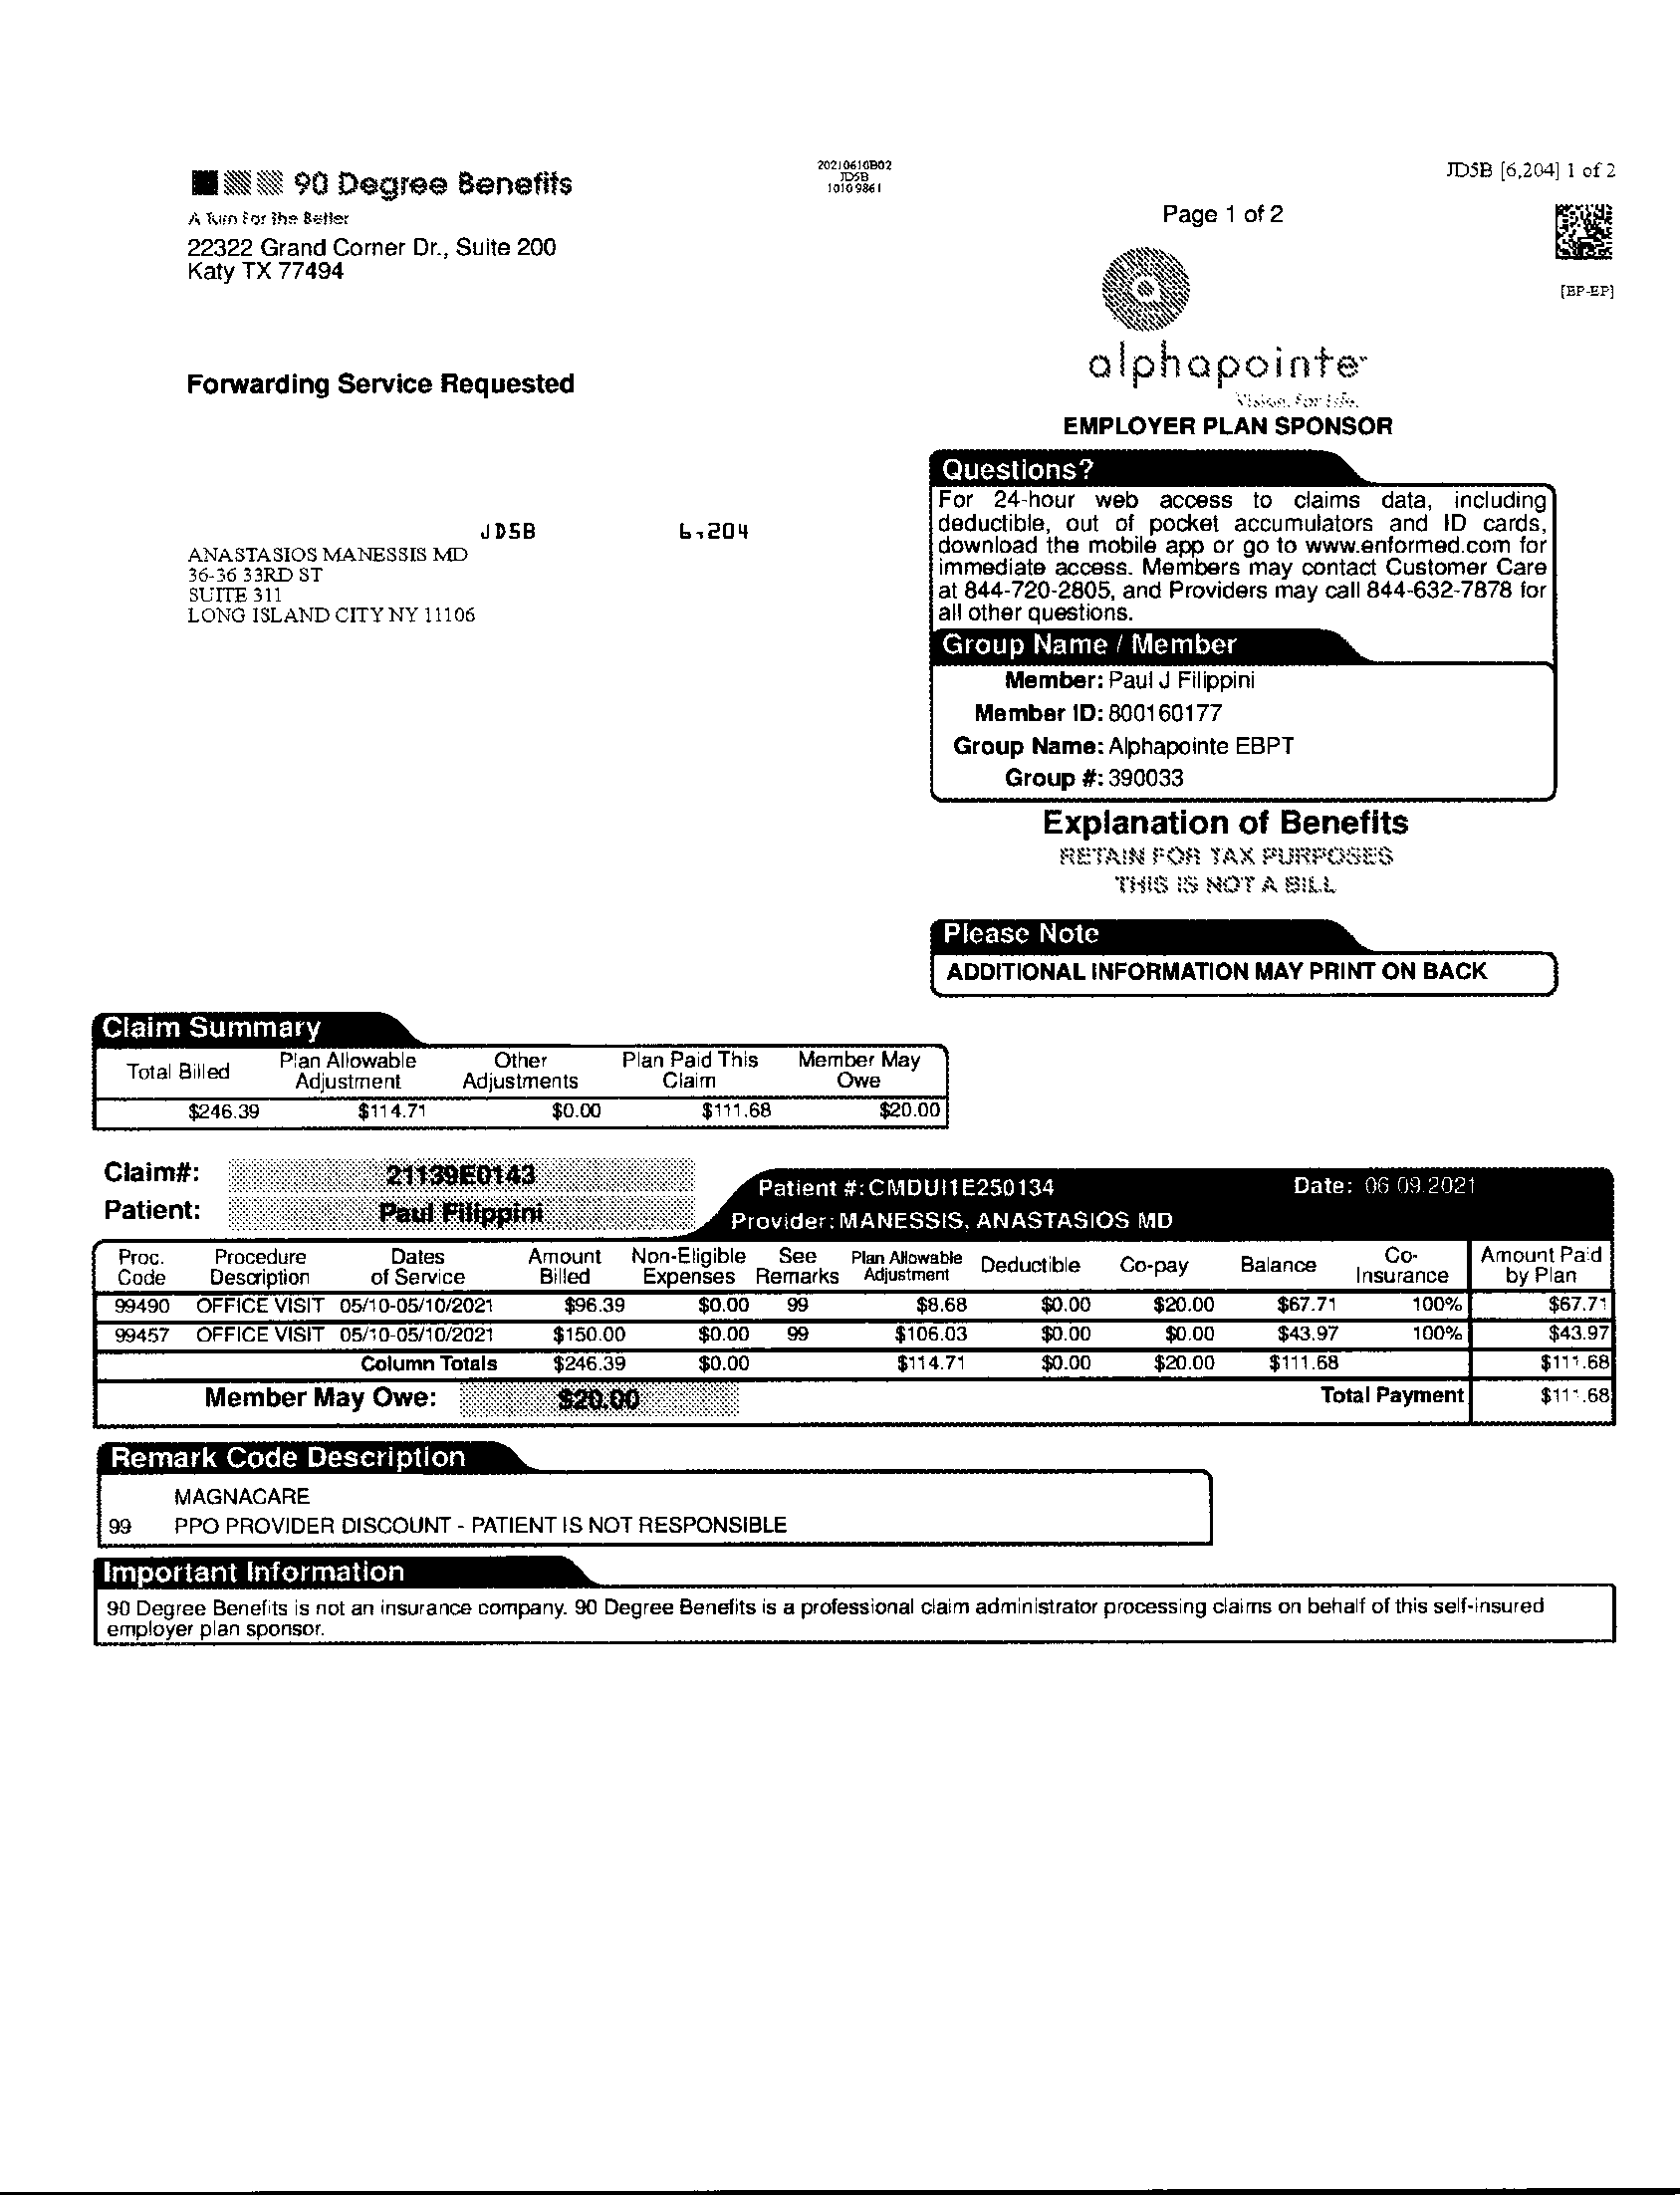 90 Degree Benefits
A Turn For The Better
22322 Grand Corner Dr., Suite 200
Katy TX 77494
20210610B02
JD5B
10109861
JD5B [6,204] 1 of 2
Page 1 of 2
[BP-EP]
alphapointe
Vision. For Life.
EMPLOYER PLAN SPONSOR
Forwarding Service Requested
JD5B 6,204
ANASTASIOS MANESSIS MD
36-36 33RD ST
SUITE 311
LONG ISLAND CITY NY 11106
Questions?
For 24-hour web access to claims data, including
deductible, out of pocket accumulators and ID cards,
download the mobile app or go to www.enformed.com for
immediate access. Members may contact Customer Care
at 844-720-2805, and Providers may call 844-632-7878 for
all other questions.
Group Name / Member
Member: Paul J Filippini
Member ID: 800160177
Group Name: Alphapointe EBPT
Group #: 390033
Explanation of Benefits
RETAIN FOR TAX PURPOSES
THIS IS NOT A BILL
Please Note
ADDITIONAL INFORMATION MAY PRINT ON BACK
Claim Summary
Total Billed Plan Allowable Adjustment Other Adjustments Plan Paid This Claim Member May Owe
$246.39 $114.71 $0.00 $111.68 $20.00
Claim#: 21139E0143
Patient: Paul Filippini
Patient #: CMDUI1E250134 Date: 06 09 2021
Provider: MANESSIS, ANASTASIOS MD
Proc. Code Procedure Description Dates of Service Amount Billed Non-Eligible Expenses See Remarks Plan Allowable Adjustment Deductible Co-pay Balance Co-Insurance Amount Paid by Plan
99490 OFFICE VISIT 05/10-05/10/2021 $96.39 $0.00 99 $8.68 $0.00 $20.00 $67.71 100% $67.71
99457 OFFICE VISIT 05/10-05/10/2021 $150.00 $0.00 99 $106.03 $0.00 $0.00 $43.97 100% $43.97
Column Totals $246.39 $0.00 $114.71 $0.00 $20.00 $111.68 $111.68
Member May Owe: $20.00 Total Payment $111.68
Remark Code Description
MAGNACARE
99 PPO PROVIDER DISCOUNT - PATIENT IS NOT RESPONSIBLE
Important Information
90 Degree Benefits is not an insurance company. 90 Degree Benefits is a professional claim administrator processing claims on behalf of this self-insured
employer plan sponsor.